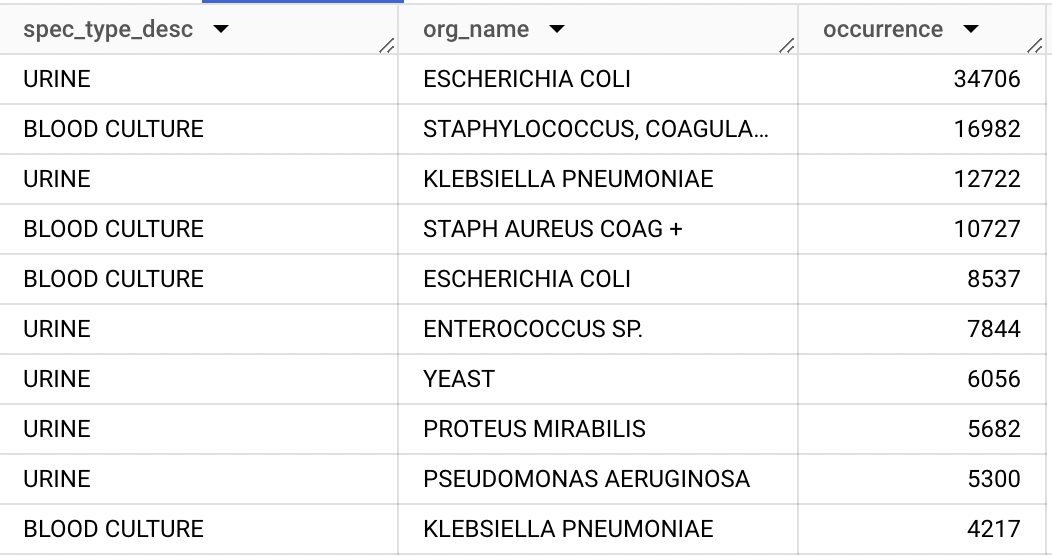 spec_type_desc org_name occurrence
URINE ESCHERICHIA COLI 34706
BLOOD CULTURE STAPHYLOCOCCUS, COAGULA... 16982
URINE KLEBSIELLA PNEUMONIAE 12722
BLOOD CULTURE STAPH AUREUS COAG + 10727
BLOOD CULTURE ESCHERICHIA COLI 8537
URINE ENTEROCOCCUS SP. 7844
URINE YEAST 6056
URINE PROTEUS MIRABILIS 5682
URINE PSEUDOMONAS AERUGINOSA 5300
BLOOD CULTURE KLEBSIELLA PNEUMONIAE 4217